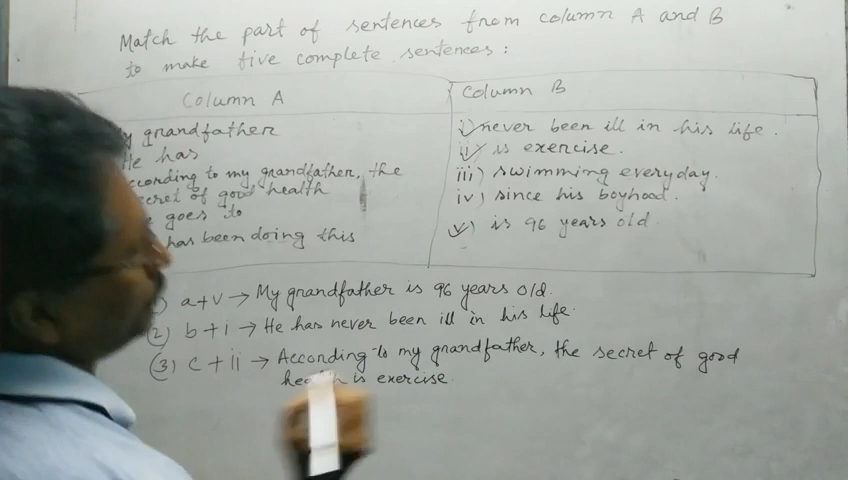 Match the part of sentences from column A and B
to make five complete sentences:
Column A
grandfather
He has
according to my grandfather, the
secret of good health
goes to
has been doing this
Column B
i) never been ill in his life.
ii) is exercise.
iii) swimming everyday.
iv) since his boyhood.
v) is 96 years old.
1) a+v → My grandfather is 96 years old.
(2) b+i → He has never been ill in his life.
(3) c+ii → According to my grandfather, the secret of good
health is exercise.